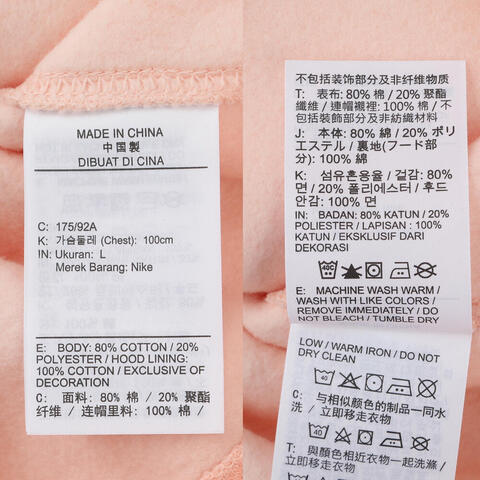 MADE IN CHINA
中国製
DIBUAT DI CINA
C: 175/92A
K: 가슴둘레 (Chest): 100cm
IN: Ukuran: L
Merek Barang: Nike
E: BODY: 80% COTTON / 20%
POLYESTER / HOOD LINING:
100% COTTON / EXCLUSIVE OF
DECORATION
C: 面料: 80% 棉 / 20% 聚酯
纤维 / 连帽里料: 100% 棉 /
不包括装饰部分及非纤维物质
T: 表布: 80% 棉 / 20% 聚酯
纖維 / 連帽襯裡: 100% 棉 / 不
包括裝飾部分及非紡織材料
J: 本体: 80% 綿 / 20% ポリ
エステル / 裏地(フード部
分): 100% 綿
K: 섬유혼용율 / 겉감: 80%
면 / 20% 폴리에스터 / 후드
안감: 100% 면
IN: BADAN: 80% KATUN / 20%
POLIESTER / LAPISAN : 100%
KATUN / EKSKLUSIF DARI
DEKORASI
40C
E: MACHINE WASH WARM /
WASH WITH LIKE COLORS /
REMOVE IMMEDIATELY / DO
NOT BLEACH / TUMBLE DRY
LOW / WARM IRON / DO NOT
DRY CLEAN
40
C: 与相似颜色的制品一同水
洗 / 立即移走衣物
40
T: 與相近顏色衣物一起洗滌 /
立即移走衣物